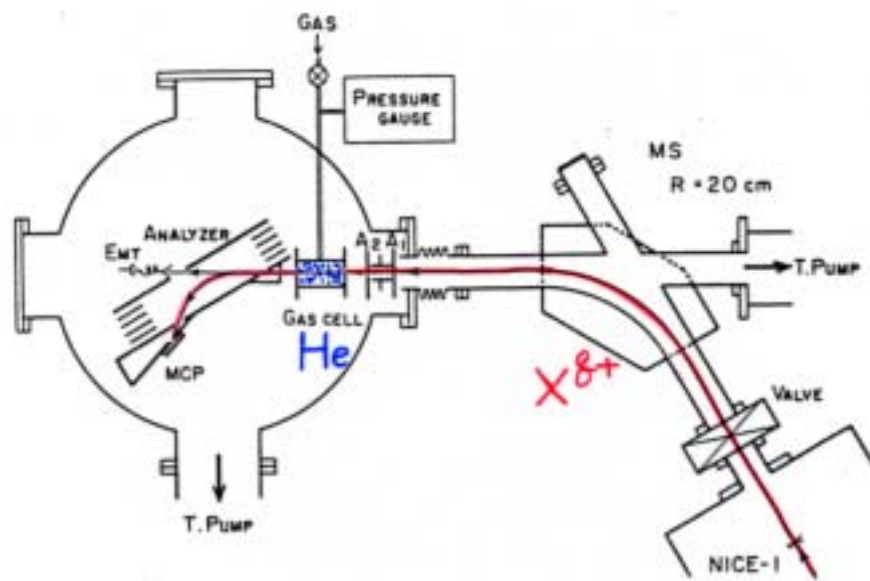 GAS
PRESSURE
GAUGE
MS
R = 20 cm
ANALYZER
EMT
A2 A1
T. PUMP
GAS CELL
He
MCP
X8+
VALVE
T. PUMP
NICE-1